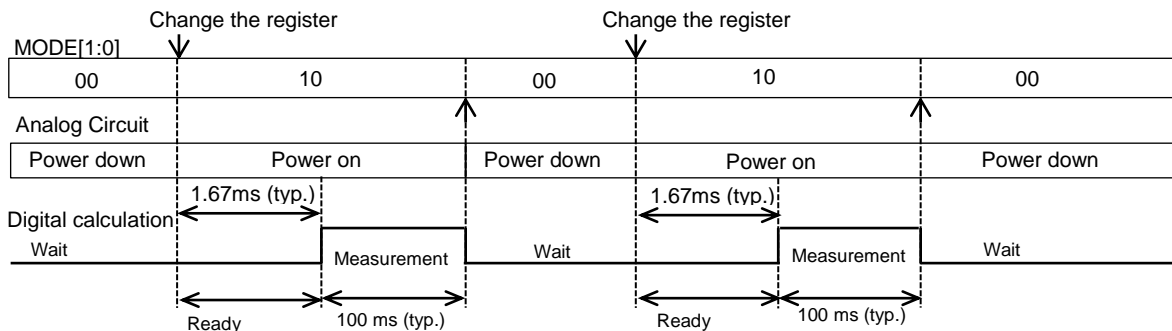 Change the register Change the register
MODE[1:0]
00 10 00 10 00
Analog Circuit
Power down Power on Power down Power on Power down
1.67ms (typ.) 1.67ms (typ.)
Digital calculation
Wait Measurement Wait Measurement Wait
Ready 100 ms (typ.) Ready 100 ms (typ.)